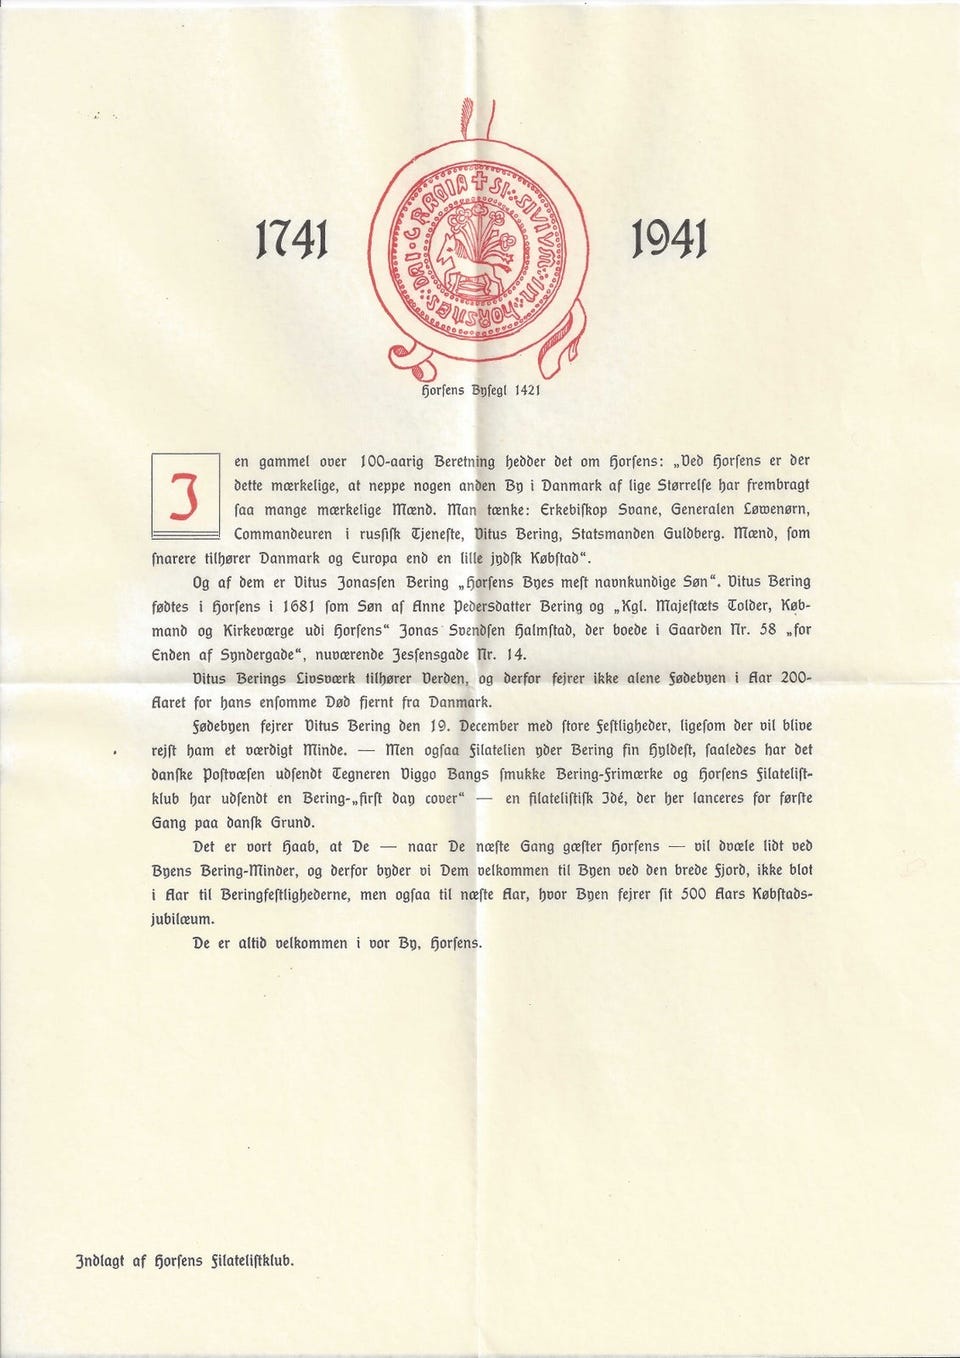 1741
1941
✝ SI·SIVIVM·IN·HORSNES·DRI·GRACIA
Horsens Bysegl 1421
I en gammel over 100-aarig Beretning hedder det om Horsens: „Ved Horsens er der
dette mærkelige, at neppe nogen anden By i Danmark af lige Størrelse har frembragt
saa mange mærkelige Mænd. Man tænke: Erkebiskop Svane, Generalen Løwenørn,
Commandeuren i russisk Tjeneste, Vitus Bering, Statsmanden Guldberg. Mænd, som
snarere tilhører Danmark og Europa end en lille jydsk Købstad“.
Og af dem er Vitus Jonassen Bering „Horsens Byes mest navnkundige Søn“. Vitus Bering
fødtes i Horsens i 1681 som Søn af Anne Pedersdatter Bering og „Kgl. Majestæts Tolder, Køb-
mand og Kirkeværge udi Horsens“ Jonas Svendsen Halmstad, der boede i Gaarden Nr. 58 „for
Enden af Syndergade“, nuværende Jessensgade Nr. 14.
Vitus Berings Livsværk tilhører Verden, og derfor fejrer ikke alene Fødebyen i Aar 200-
Aaret for hans ensomme Død fjernt fra Danmark.
Fødebyen fejrer Vitus Bering den 19. December med store Festligheder, ligesom der vil blive
rejst ham et værdigt Minde. — Men ogsaa Filatelien yder Bering sin Hyldest, saaledes har det
danske Postvæsen udsendt Tegneren Viggo Bangs smukke Bering-Frimærke og Horsens Filatelist-
klub har udsendt en Bering-„first day cover“ — en filatelistisk Idé, der her lanceres for første
Gang paa dansk Grund.
Det er vort Haab, at De — naar De næste Gang gæster Horsens — vil dvæle lidt ved
Byens Bering-Minder, og derfor byder vi Dem velkommen til Byen ved den brede Fjord, ikke blot
i Aar til Beringfestlighederne, men ogsaa til næste Aar, hvor Byen fejrer sit 500 Aars Købstads-
jubilæum.
De er altid velkommen i vor By, Horsens.
Indlagt af Horsens Filatelistklub.